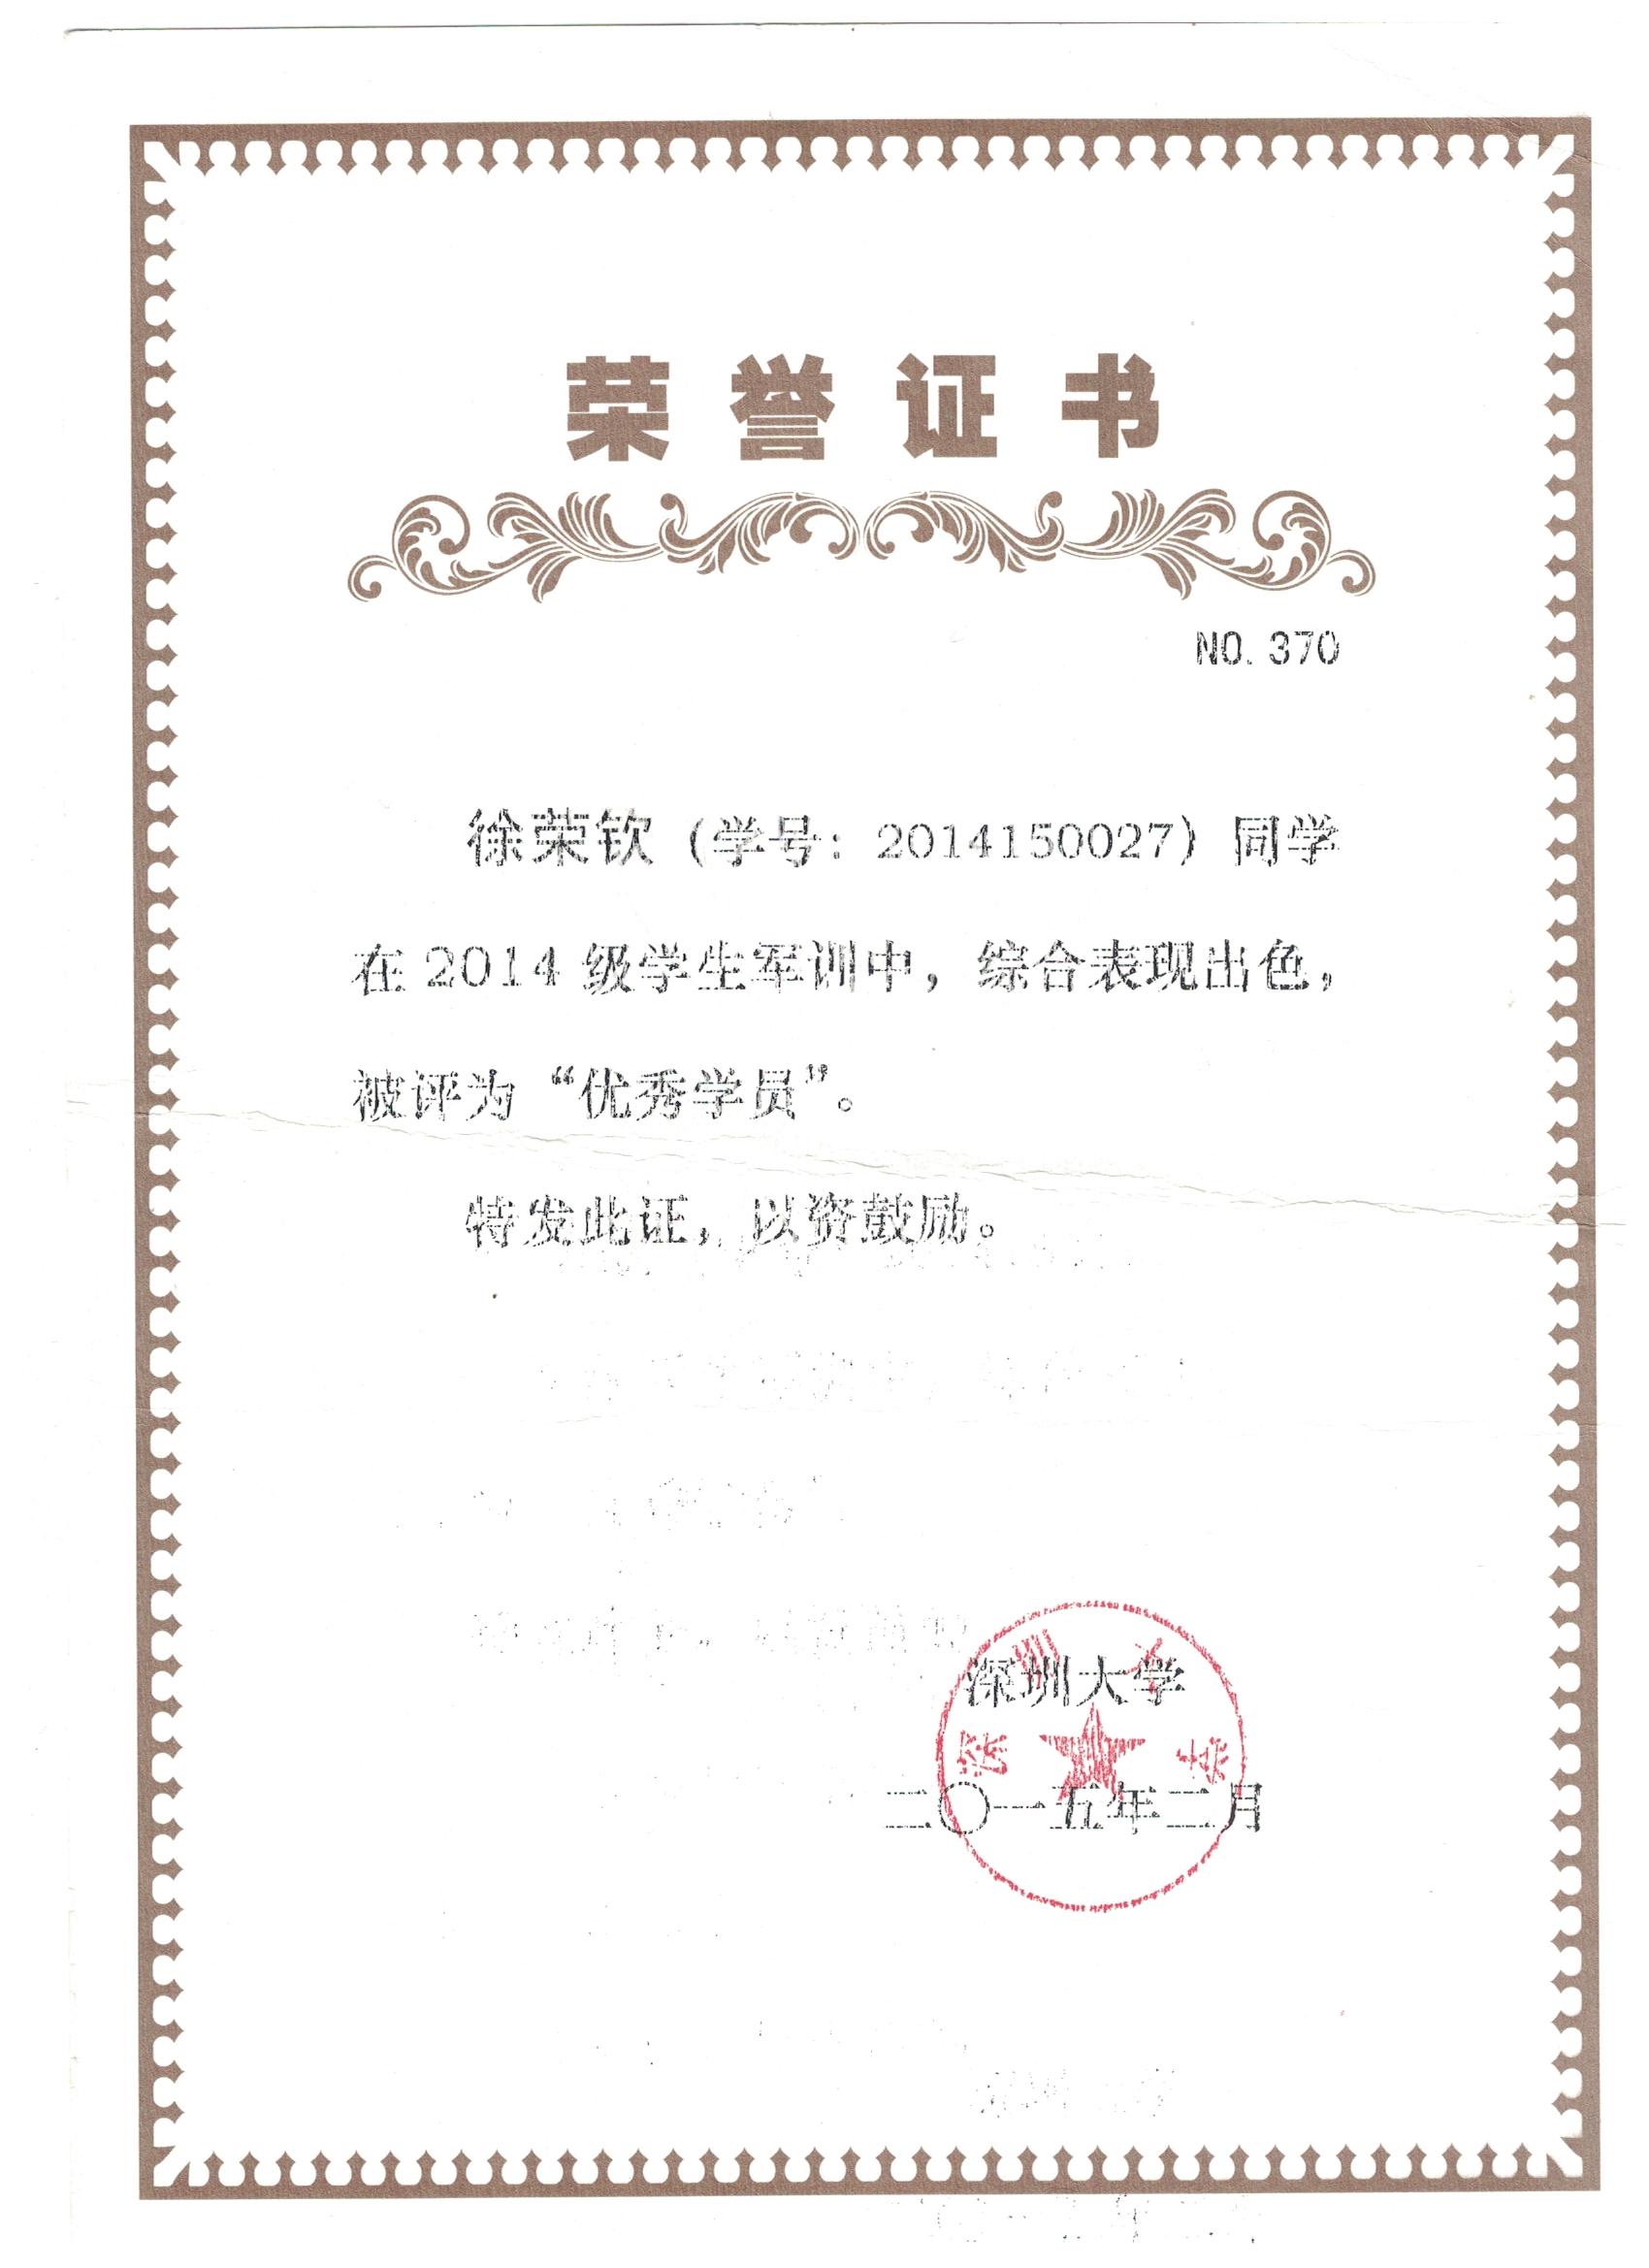 荣誉证书
NO. 370
徐荣钦（学号：2014150027）同学
在 2014 级学生军训中，综合表现出色，
被评为“优秀学员”。
特发此证，以资鼓励。
深圳大学
深圳大学
二〇一五年二月